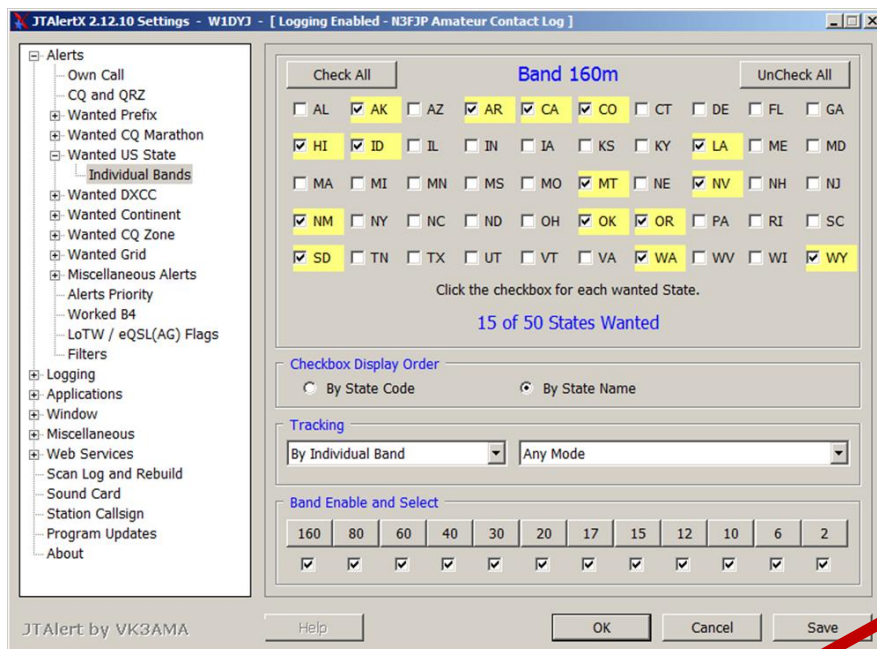 JTAlertX 2.12.10 Settings - W1DYJ - [ Logging Enabled - N3FJP Amateur Contact Log ]
Alerts
Own Call
CQ and QRZ
Wanted Prefix
Wanted CQ Marathon
Wanted US State
Individual Bands
Wanted DXCC
Wanted Continent
Wanted CQ Zone
Wanted Grid
Miscellaneous Alerts
Alerts Priority
Worked B4
LoTW / eQSL(AG) Flags
Filters
Logging
Applications
Window
Miscellaneous
Web Services
Scan Log and Rebuild
Sound Card
Station Callsign
Program Updates
About
Check All Band 160m UnCheck All
AL AK AZ AR CA CO CT DE FL GA
HI ID IL IN IA KS KY LA ME MD
MA MI MN MS MO MT NE NV NH NJ
NM NY NC ND OH OK OR PA RI SC
SD TN TX UT VT VA WA WV WI WY
Click the checkbox for each wanted State.
15 of 50 States Wanted
Checkbox Display Order
By State Code By State Name
Tracking
By Individual Band Any Mode
Band Enable and Select
160 80 60 40 30 20 17 15 12 10 6 2
JTAlert by VK3AMA Help OK Cancel Save